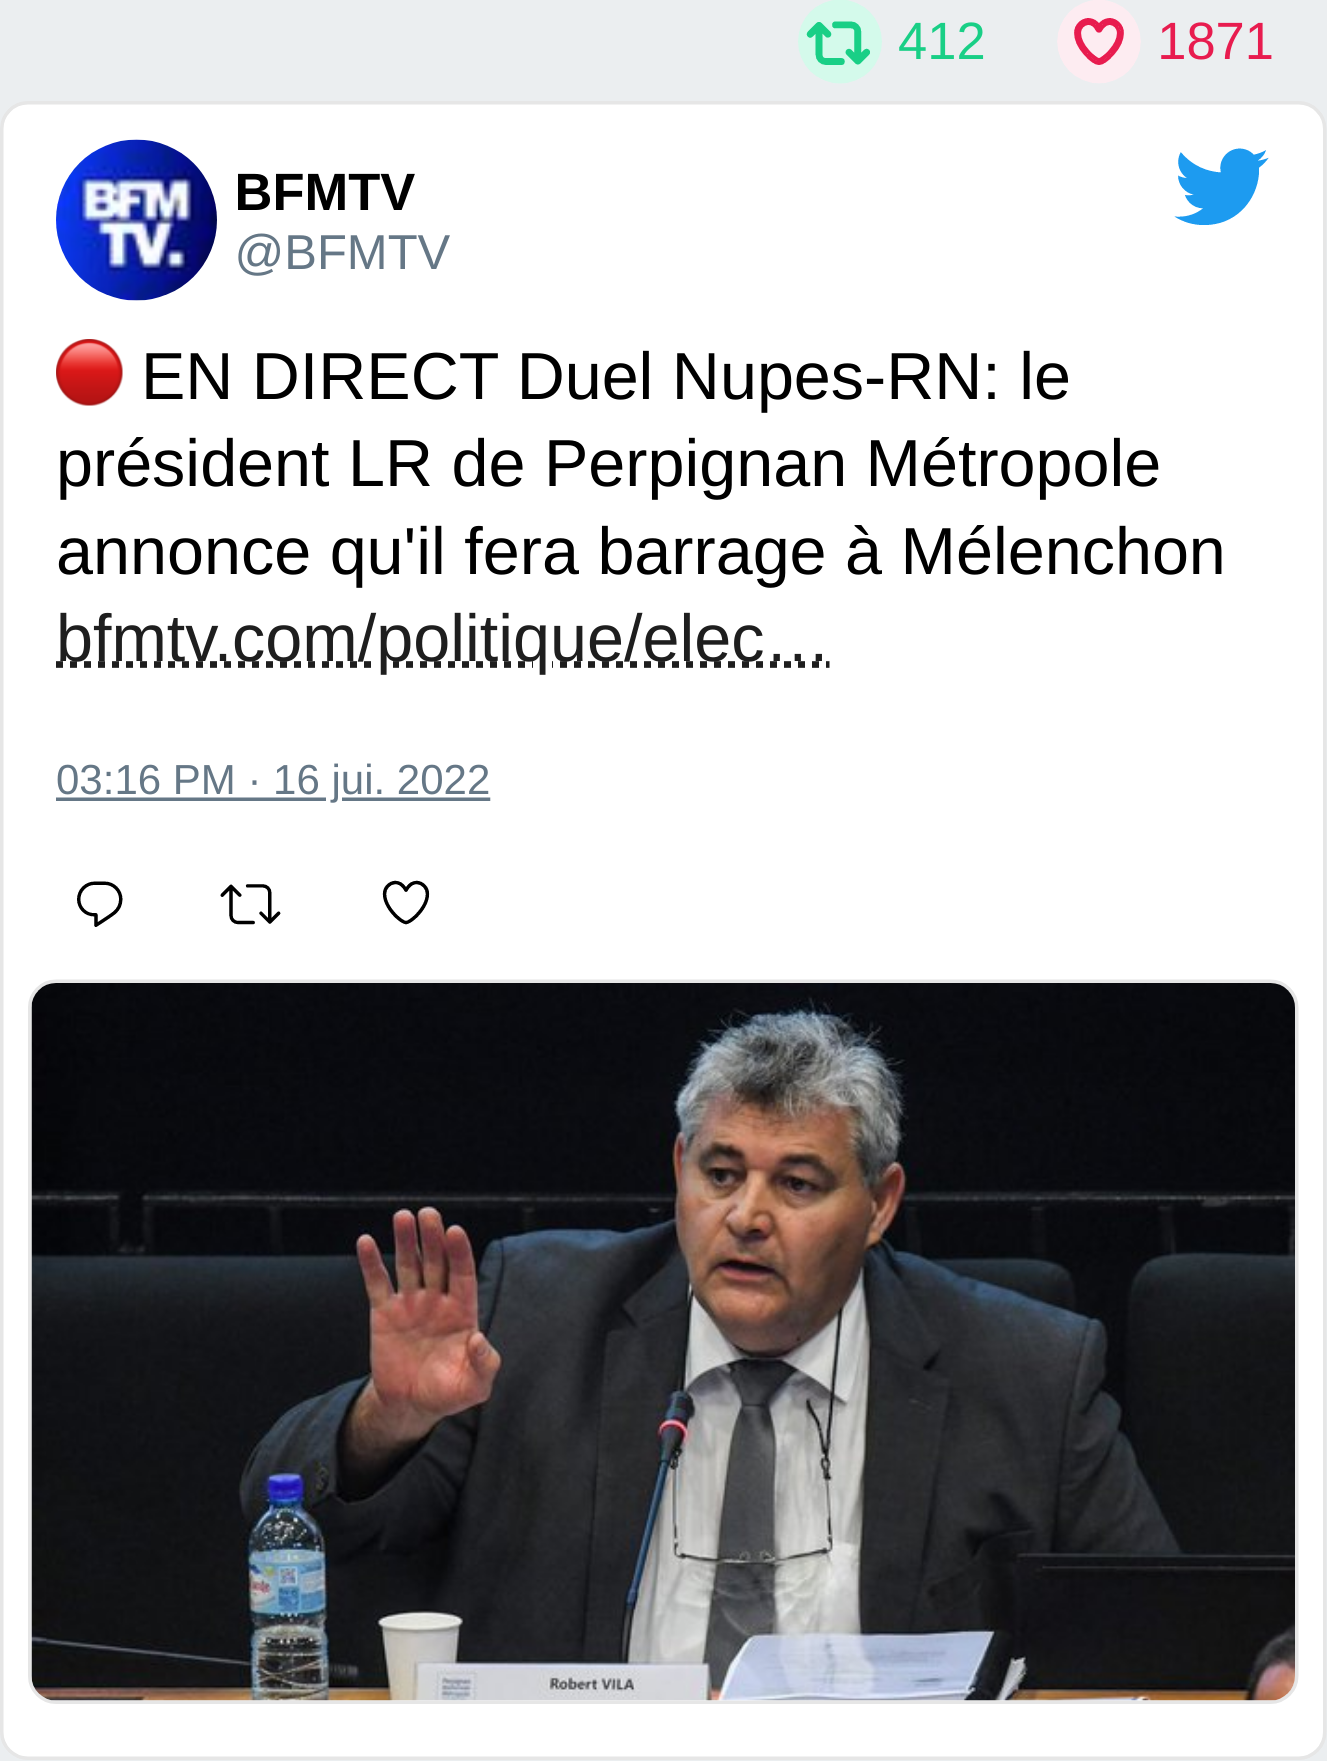 412 1871
BFM
TV.
BFMTV
@BFMTV
🔴 EN DIRECT Duel Nupes-RN: le
président LR de Perpignan Métropole
annonce qu'il fera barrage à Mélenchon
bfmtv.com/politique/elec…
03:16 PM · 16 jui. 2022
Robert VILA